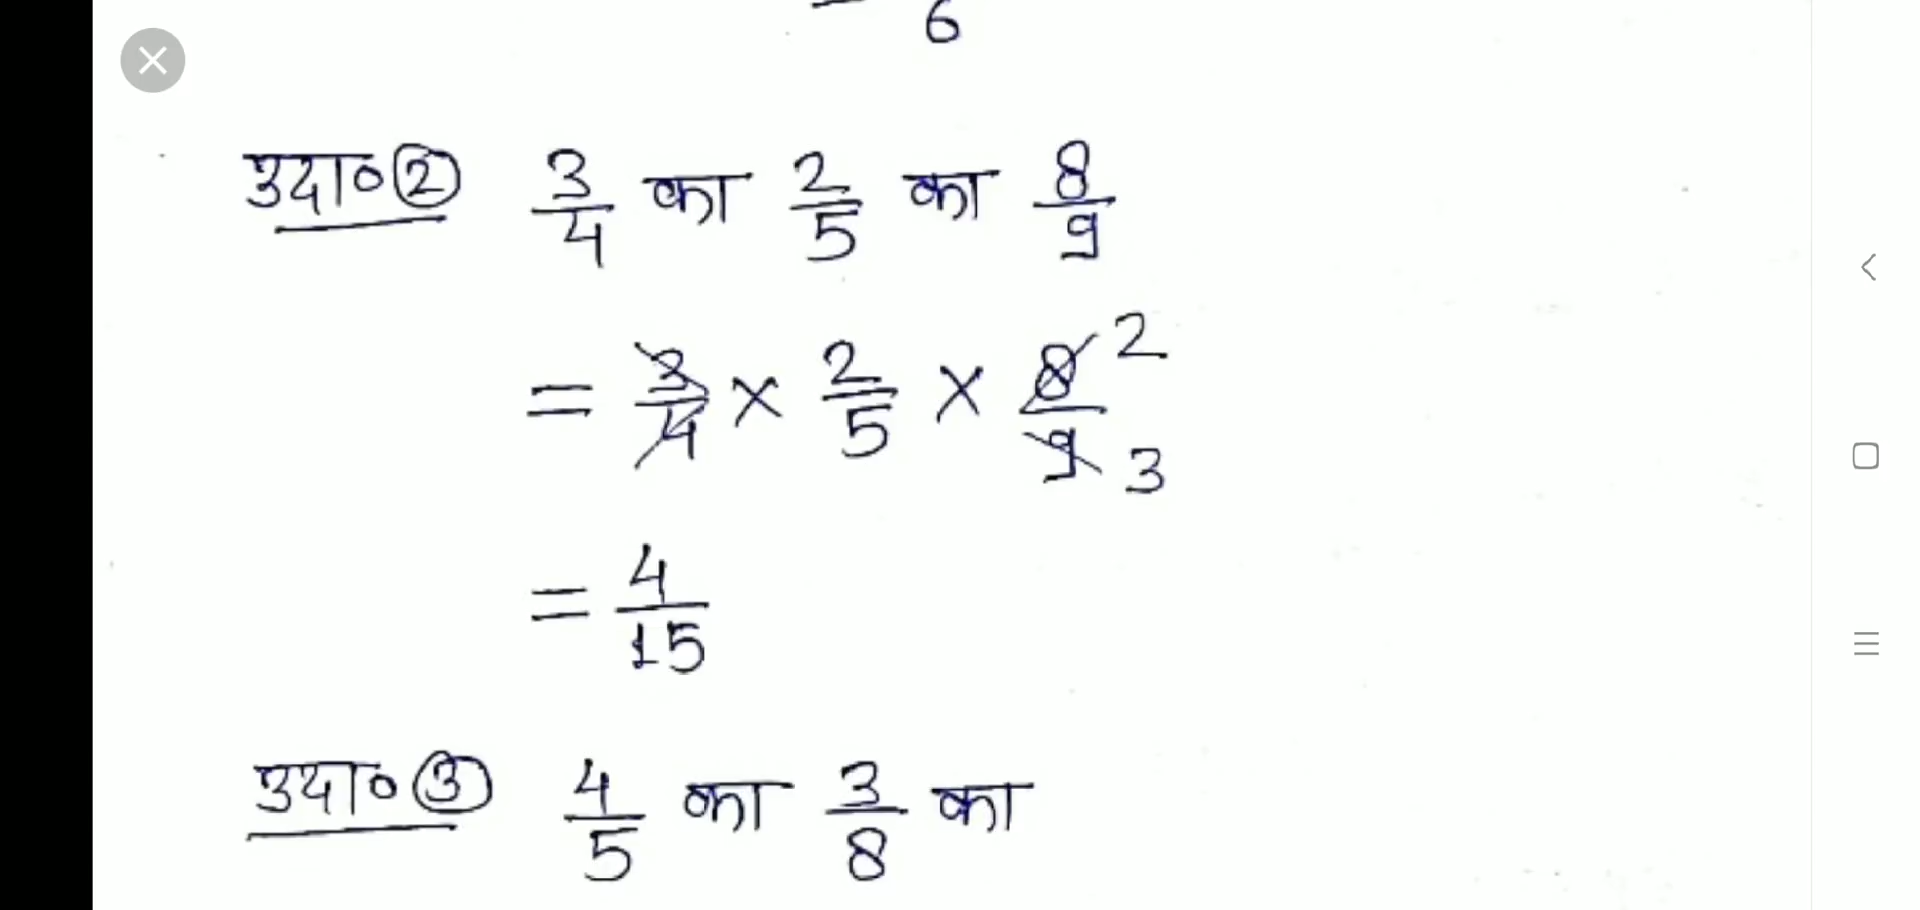 6
उदा० ② 3/4 का 2/5 का 8/9
= 3/4 × 2/5 × 8/9 2 3
= 4/15
उदा० ③ 4/5 का 3/8 का